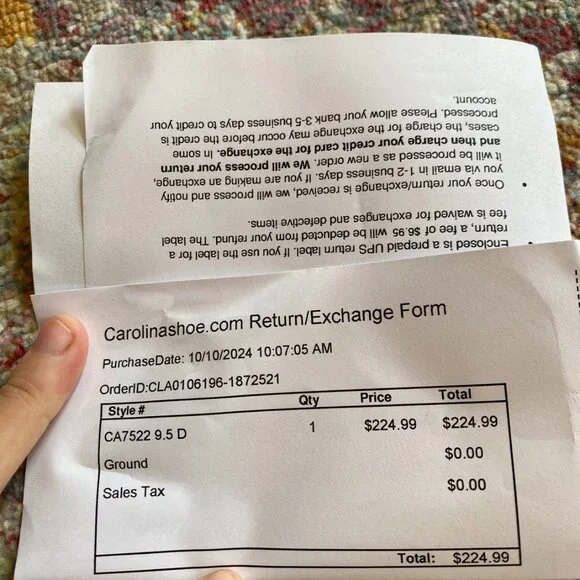 Enclosed is a prepaid UPS return label. If you use the label for a
return, a fee of $6.95 will be deducted from your refund. The label
fee is waived for exchanges and defective items.
• Once your return/exchange is received, we will process and notify
you via email in 1-2 business days. If you are making an exchange,
it will be processed as a new order. We will process your return
and then charge your credit card for the exchange. In some
cases, the charge for the exchange may occur before the credit is
processed. Please allow your bank 3-5 business days to credit your
account.
Carolinashoe.com Return/Exchange Form
PurchaseDate: 10/10/2024 10:07:05 AM
OrderID:CLA0106196-1872521
Style # Qty Price Total
CA7522 9.5 D 1 $224.99 $224.99
Ground $0.00
Sales Tax $0.00
Total: $224.99